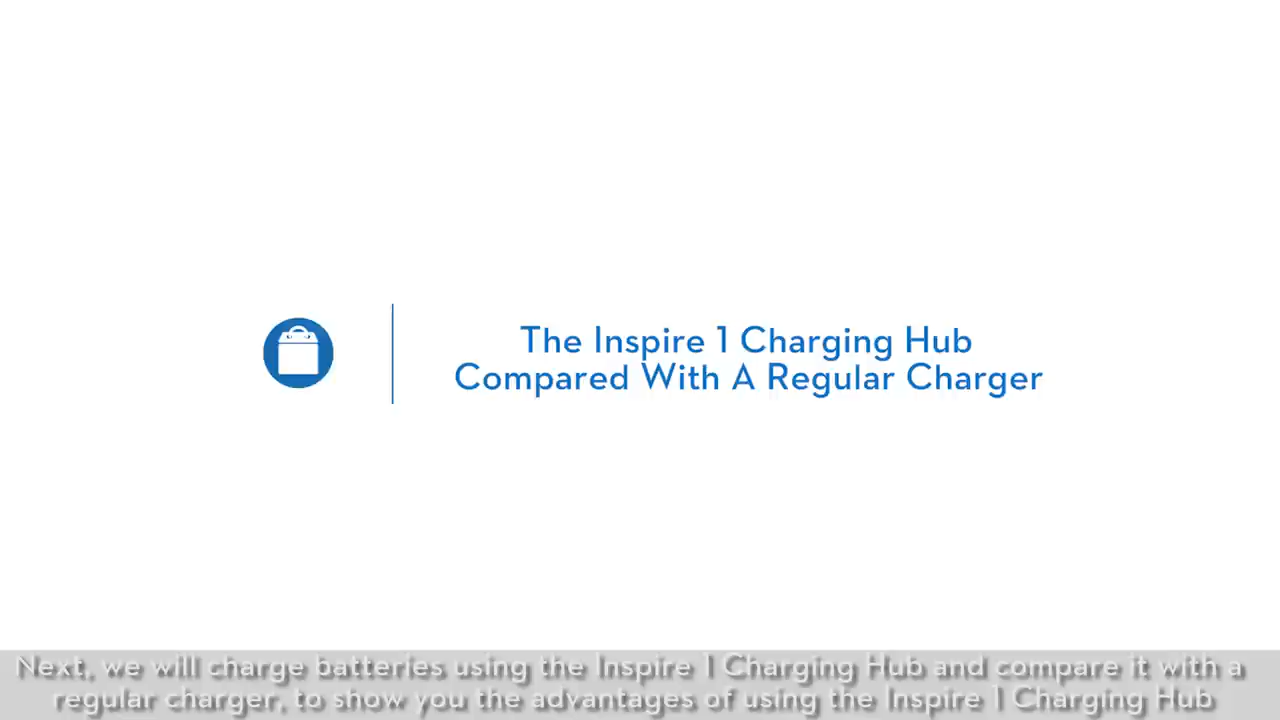 The Inspire 1 Charging Hub
Compared With A Regular Charger
Next, we will charge batteries using the Inspire 1 Charging Hub and compare it with a
regular charger, to show you the advantages of using the Inspire 1 Charging Hub